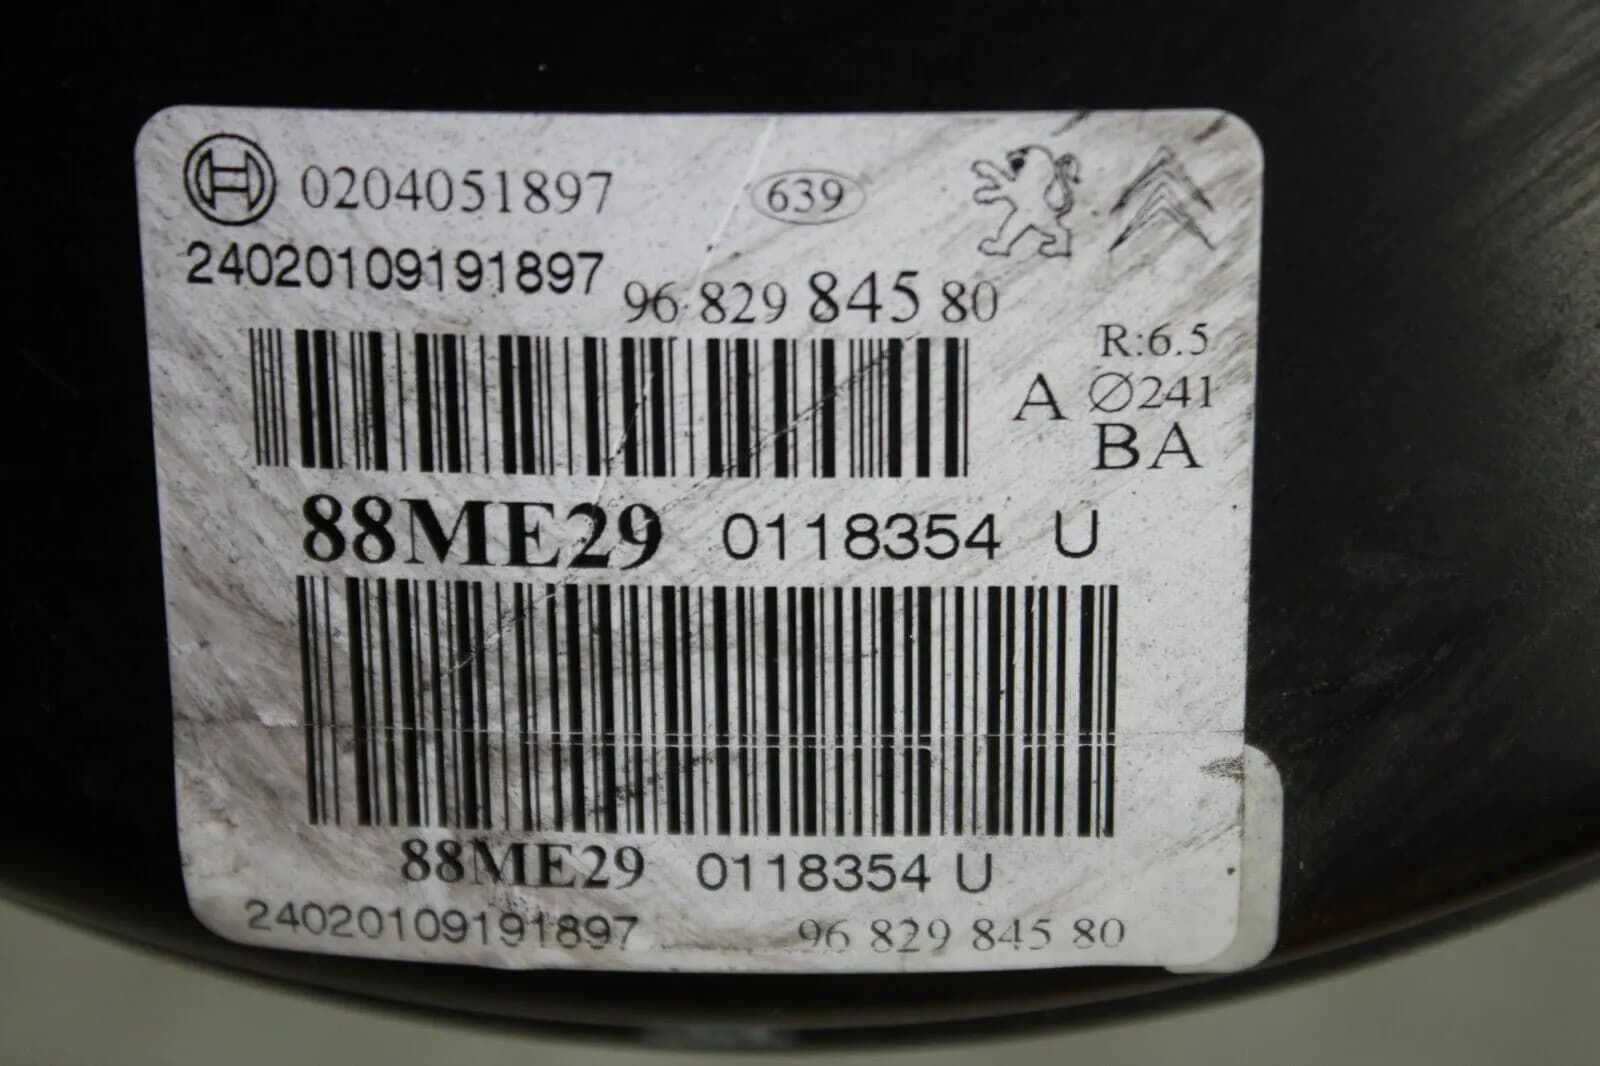 0204051897 639
24020109191897
96 829 845 80
R:6.5
A Ø241
BA
88ME29 0118354 U
88ME29 0118354 U
24020109191897 96 829 845 80